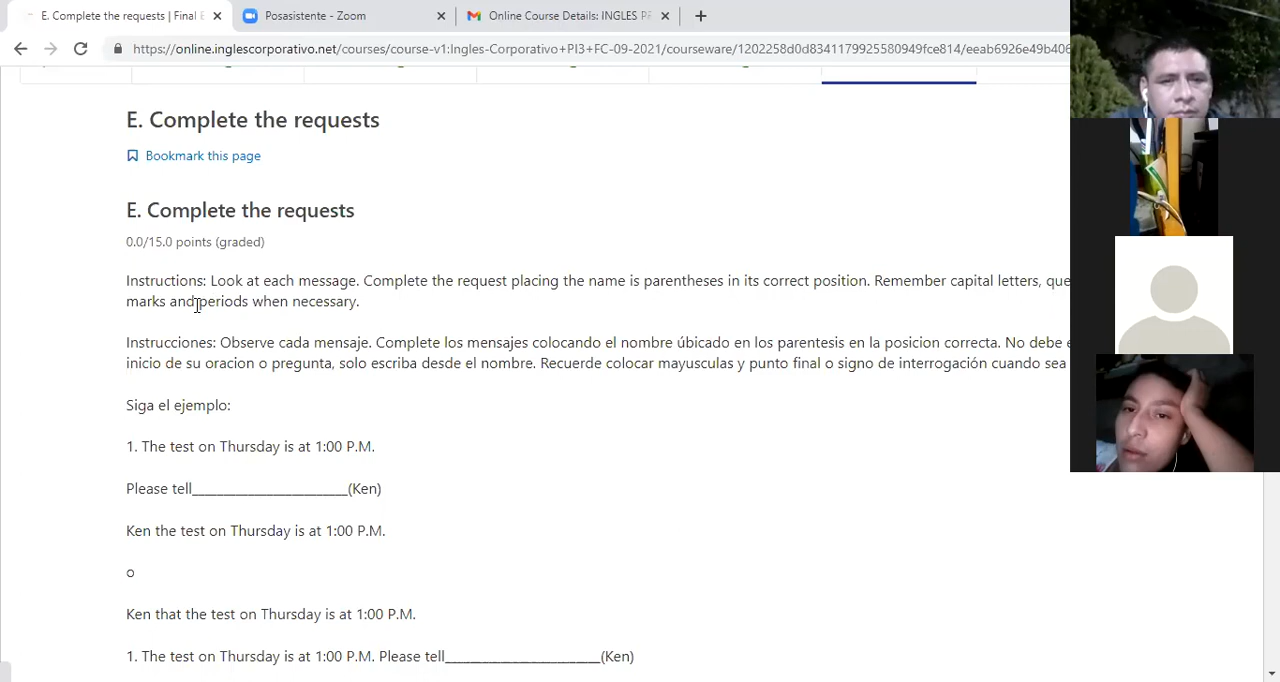 E. Complete the requests | Final E
Posasistente - Zoom
Online Course Details: INGLES PA
https://online.inglescorporativo.net/courses/course-v1:Ingles-Corporativo+PI3+FC-09-2021/courseware/1202258d0d8341179925580949fce814/eeab6926e49b406
E. Complete the requests
Bookmark this page
E. Complete the requests
0.0/15.0 points (graded)
Instructions: Look at each message. Complete the request placing the name is parentheses in its correct position. Remember capital letters, que
marks and periods when necessary.
Instrucciones: Observe cada mensaje. Complete los mensajes colocando el nombre úbicado en los parentesis en la posicion correcta. No debe e
inicio de su oracion o pregunta, solo escriba desde el nombre. Recuerde colocar mayusculas y punto final o signo de interrogación cuando sea
Siga el ejemplo:
1. The test on Thursday is at 1:00 P.M.
Please tell_______________________(Ken)
Ken the test on Thursday is at 1:00 P.M.
o
Ken that the test on Thursday is at 1:00 P.M.
1. The test on Thursday is at 1:00 P.M. Please tell_______________________(Ken)